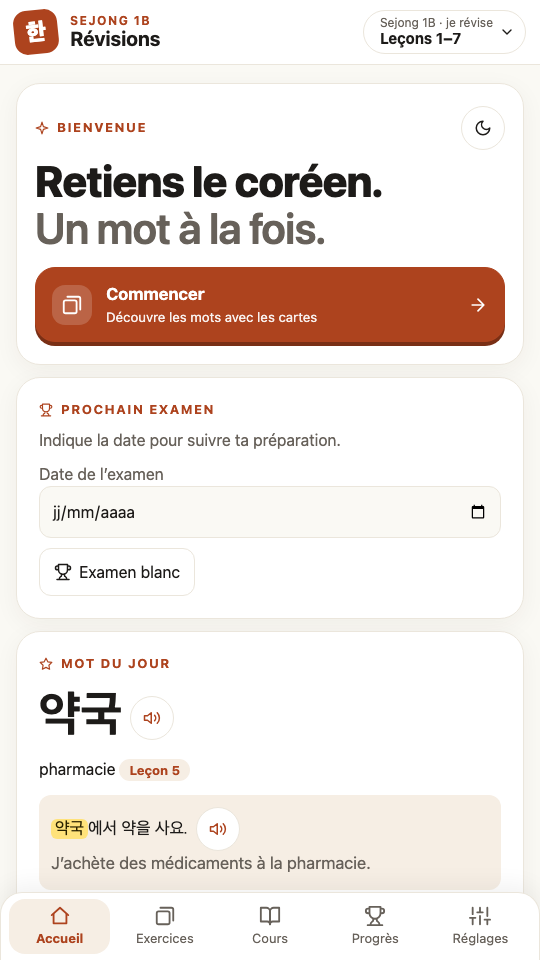 한
SEJONG 1B
Révisions
Sejong 1B · je révise
Leçons 1–7
BIENVENUE
Retiens le coréen.
Un mot à la fois.
Commencer
Découvre les mots avec les cartes
PROCHAIN EXAMEN
Indique la date pour suivre ta préparation.
Date de l’examen
jj/mm/aaaa
Examen blanc
MOT DU JOUR
약국
pharmacie Leçon 5
약국에서 약을 사요.
J’achète des médicaments à la pharmacie.
Accueil
Exercices
Cours
Progrès
Réglages